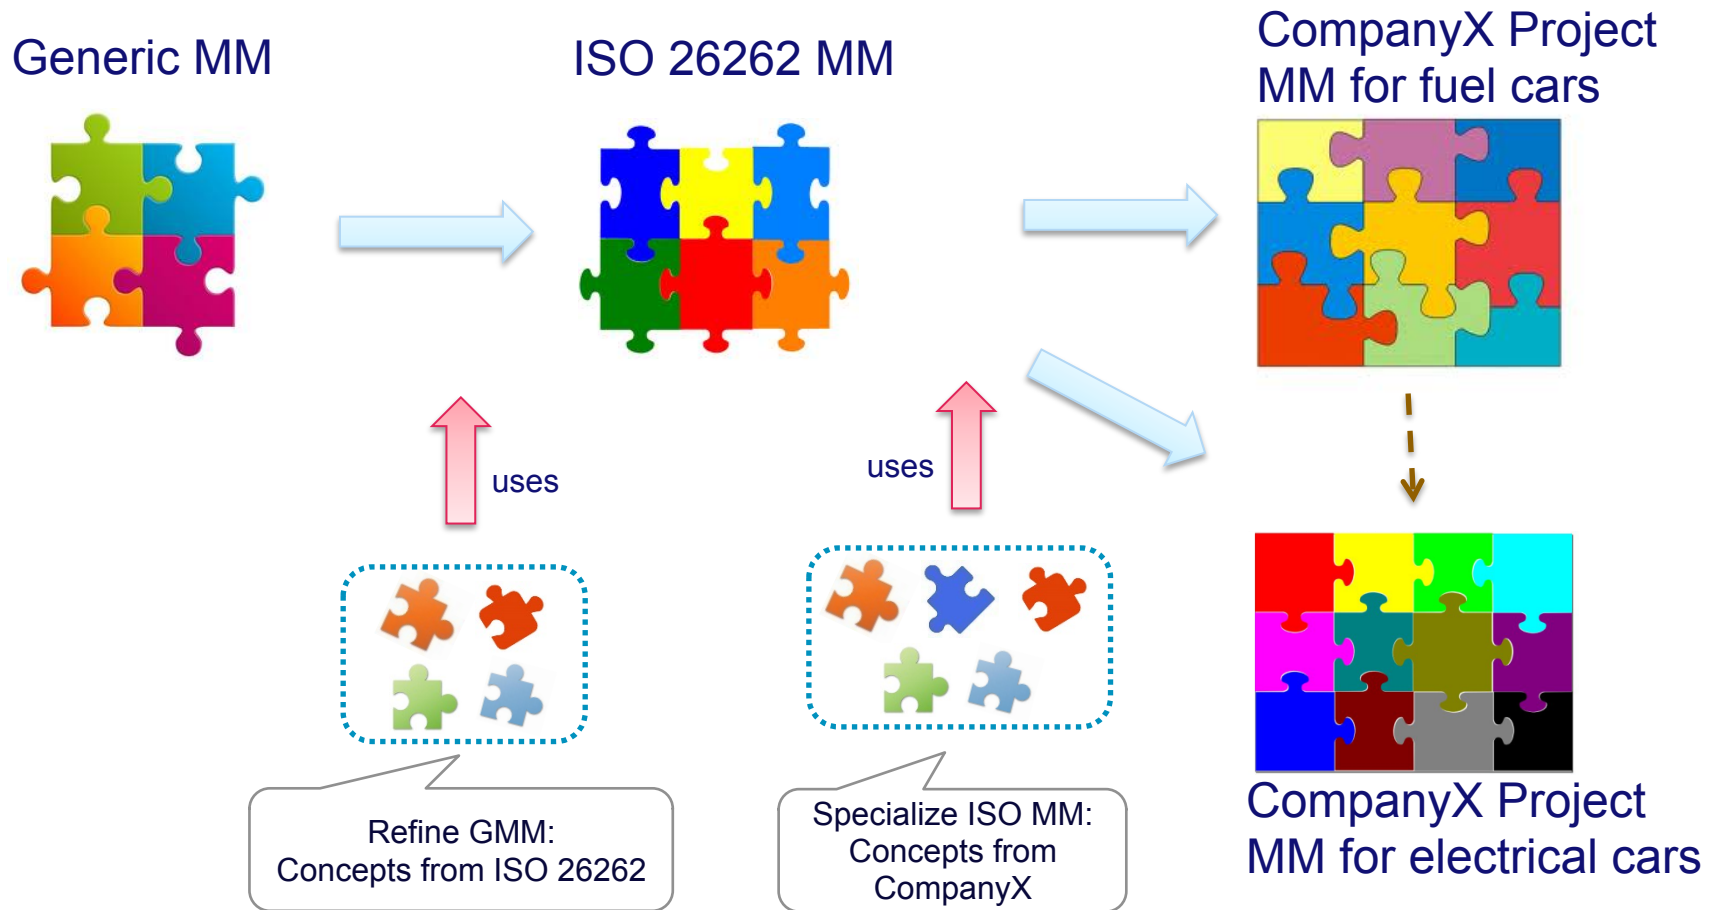 Generic MM
ISO 26262 MM
CompanyX Project
MM for fuel cars
uses
uses
Refine GMM:
Concepts from ISO 26262
Specialize ISO MM:
Concepts from
CompanyX
CompanyX Project
MM for electrical cars